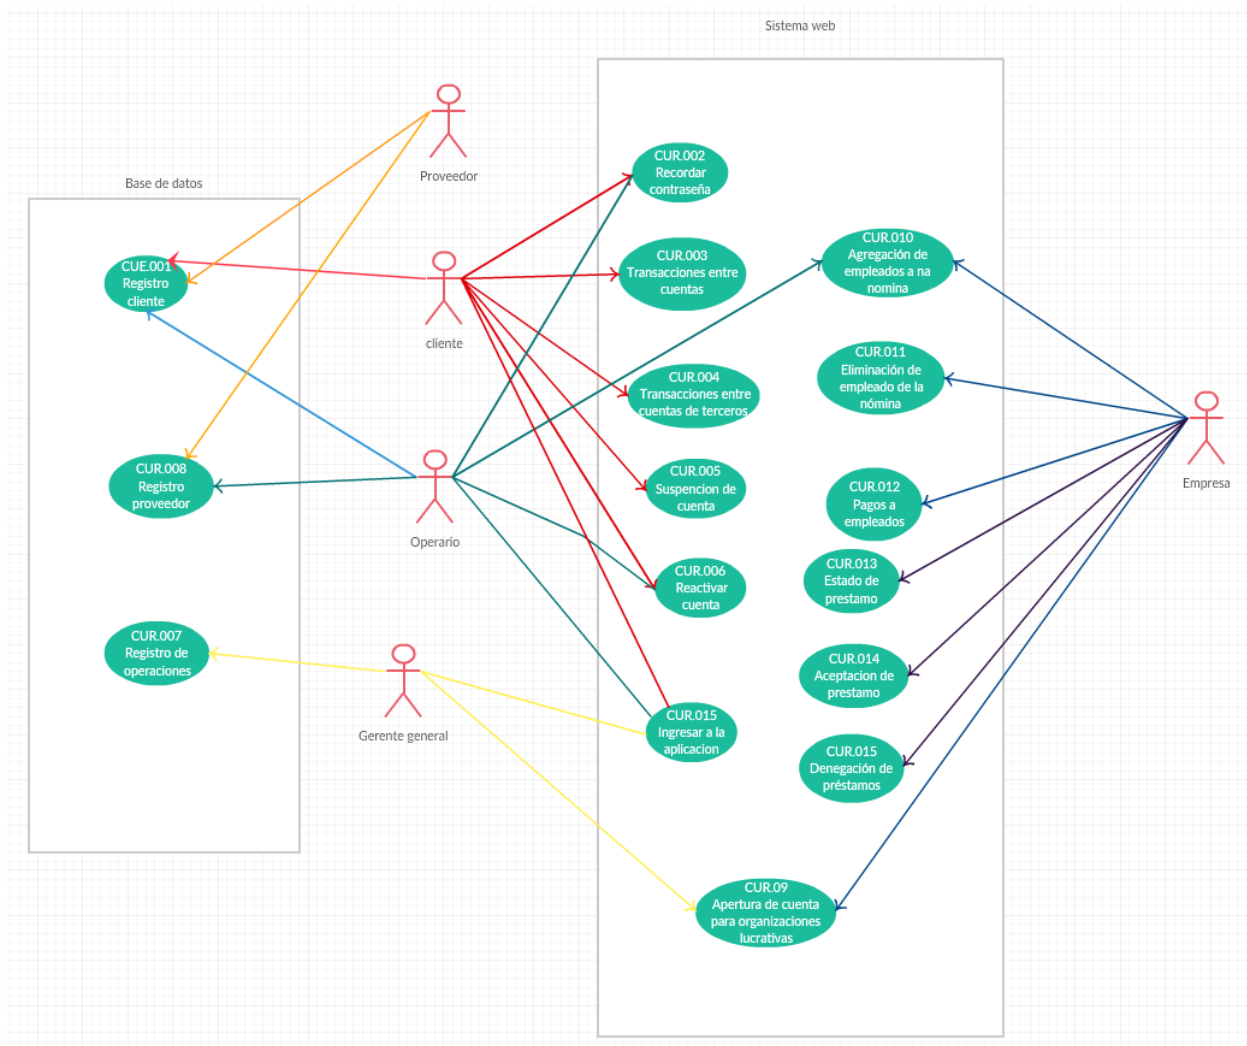 Sistema web
Proveedor
Base de datos
CUE.001
Registro
cliente
cliente
CUR.008
Registro
proveedor
Operario
CUR.007
Registro de
operaciones
Gerente general
CUR.002
Recordar
contraseña
CUR.003
Transacciones entre
cuentas
CUR.004
Transacciones entre
cuentas de terceros
CUR.005
Suspencion de
cuenta
CUR.006
Reactivar
cuenta
CUR.015
Ingresar a la
aplicacion
CUR.010
Agregación de
empleados a na
nomina
CUR.011
Eliminación de
empleado de la
nómina
CUR.012
Pagos a
empleados
CUR.013
Estado de
prestamo
CUR.014
Aceptacion de
prestamo
CUR.015
Denegación de
préstamos
CUR.09
Apertura de cuenta
para organizaciones
lucrativas
Empresa